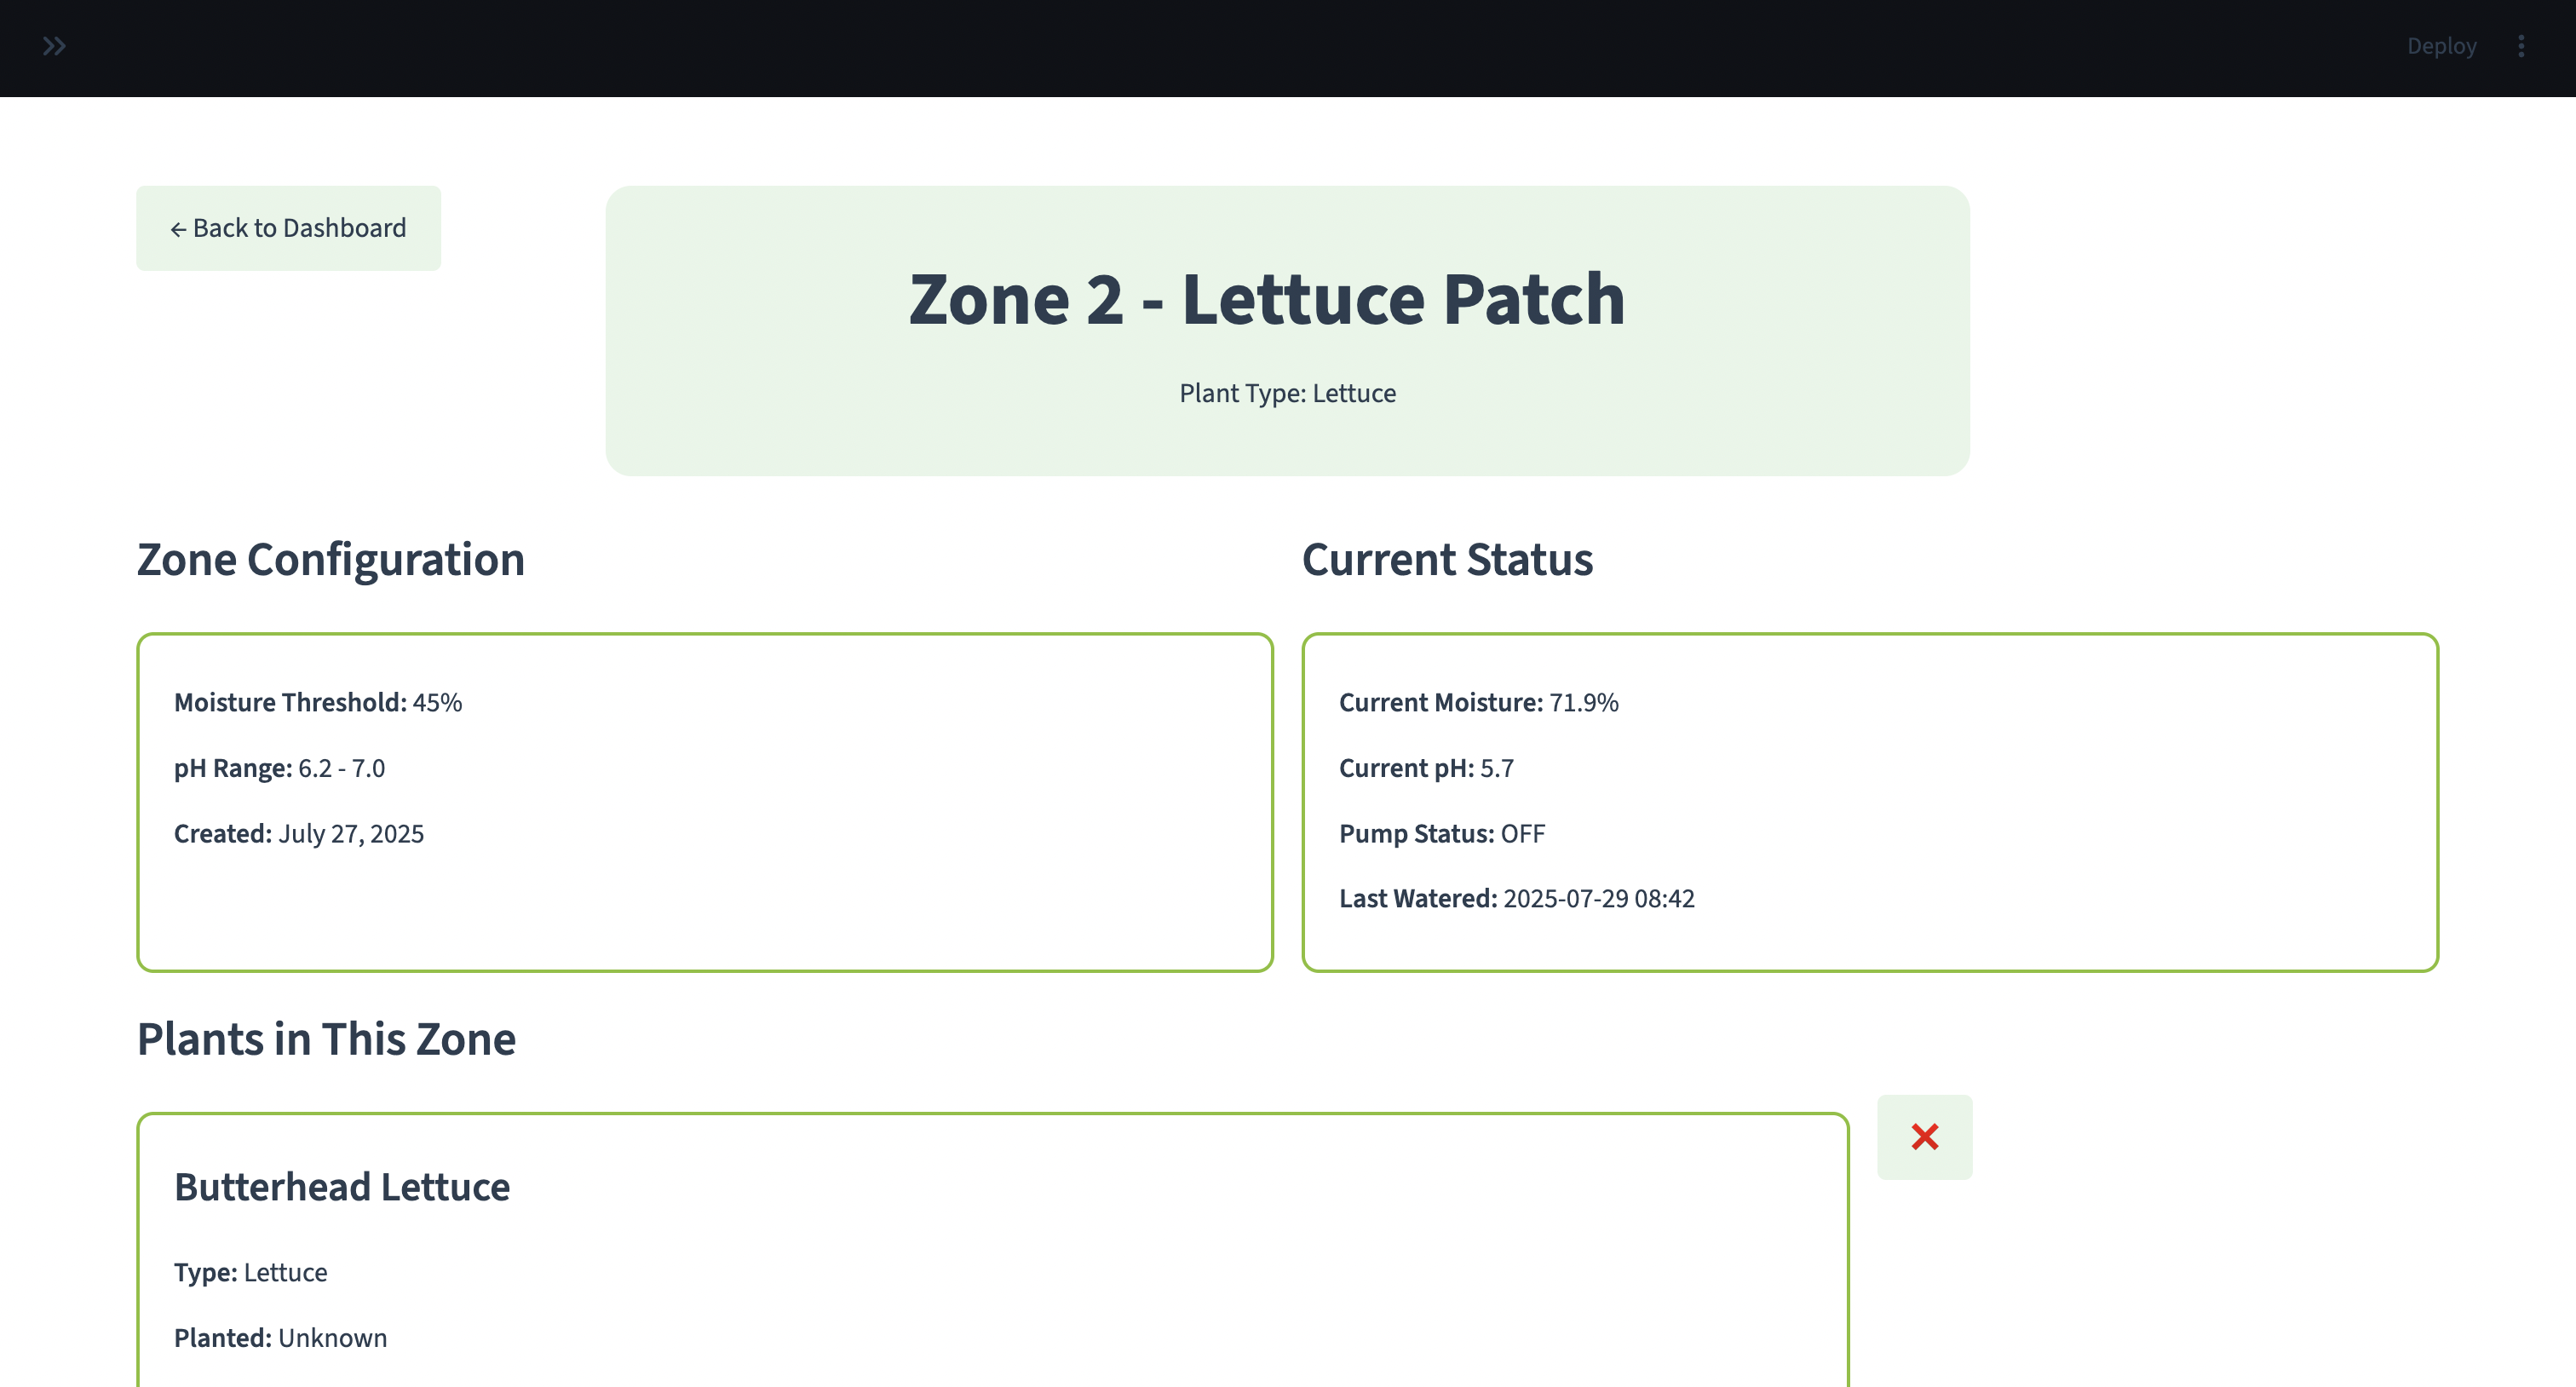 Deploy
← Back to Dashboard
Zone 2 - Lettuce Patch
Plant Type: Lettuce
Zone Configuration
Moisture Threshold: 45%
pH Range: 6.2 - 7.0
Created: July 27, 2025
Current Status
Current Moisture: 71.9%
Current pH: 5.7
Pump Status: OFF
Last Watered: 2025-07-29 08:42
Plants in This Zone
Butterhead Lettuce
Type: Lettuce
Planted: Unknown